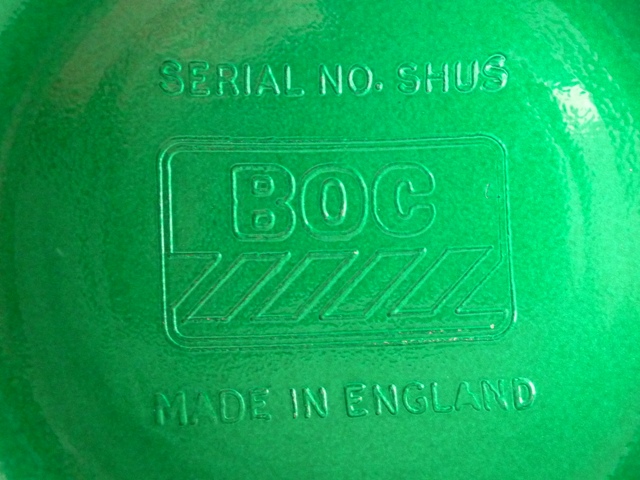 SERIAL NO. SHUS
BOC
MADE IN ENGLAND